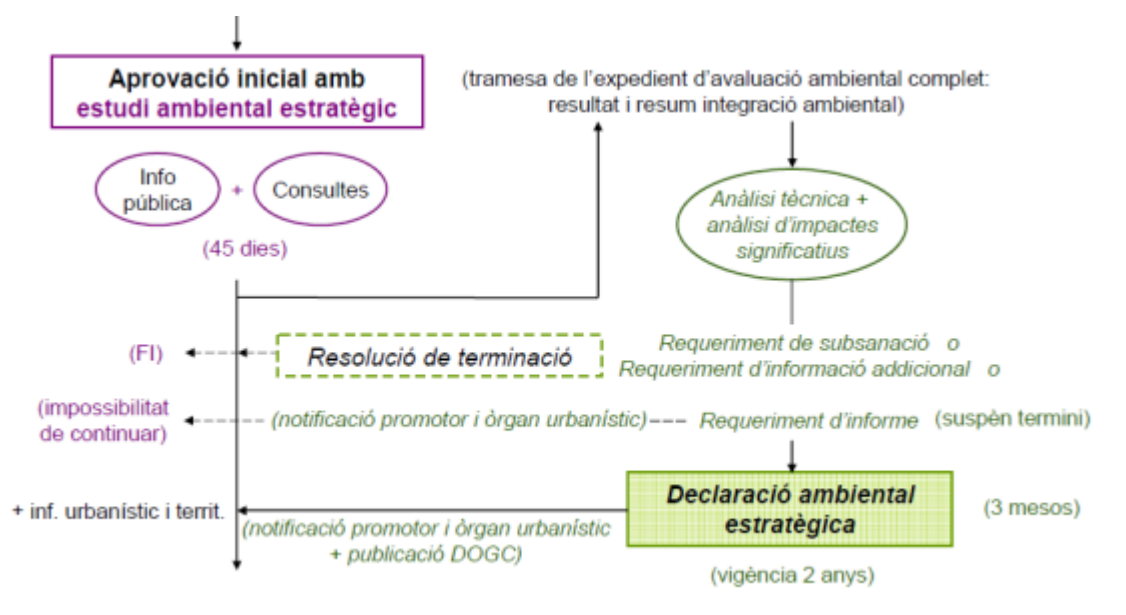 Aprovació inicial amb
estudi ambiental estratègic
(tramesa de l'expedient d'avaluació ambiental complet:
resultat i resum integració ambiental)
Info
pública
+
Consultes
(45 dies)
Anàlisi tècnica +
anàlisi d'impactes
significatius
(FI)
Resolució de terminació
Requeriment de subsanació o
Requeriment d'informació addicional o
(impossibilitat
de continuar)
(notificació promotor i òrgan urbanístic)
Requeriment d'informe
(suspèn termini)
+ inf. urbanístic i territ.
Declaració ambiental
estratègica
(3 mesos)
(notificació promotor i òrgan urbanístic
+ publicació DOGC)
(vigència 2 anys)